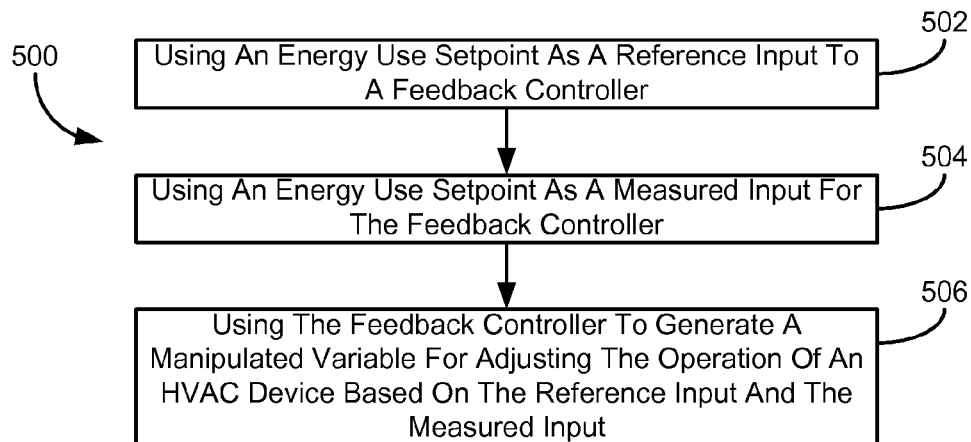 500
502
Using An Energy Use Setpoint As A Reference Input To
A Feedback Controller
504
Using An Energy Use Setpoint As A Measured Input For
The Feedback Controller
506
Using The Feedback Controller To Generate A
Manipulated Variable For Adjusting The Operation Of An
HVAC Device Based On The Reference Input And The
Measured Input